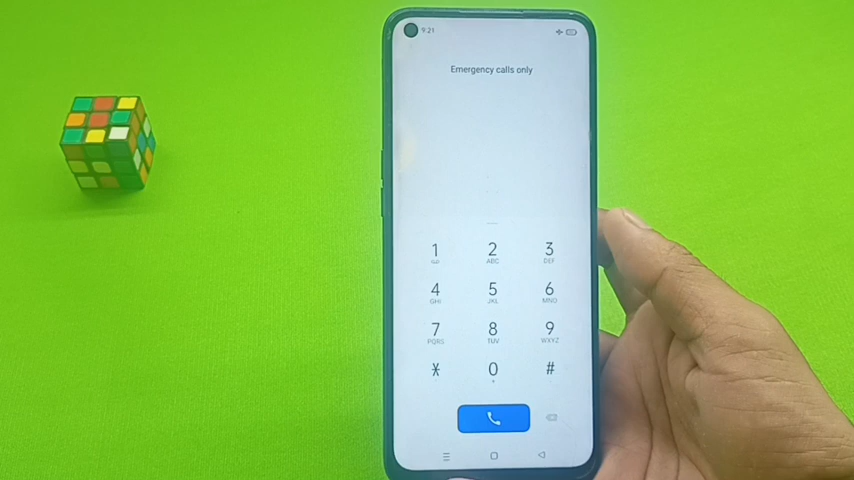 9:21
Emergency calls only
1 2 3
ABC DEF
4 5 6
GHI JKL MNO
7 8 9
PQRS TUV WXYZ
* 0 #
+